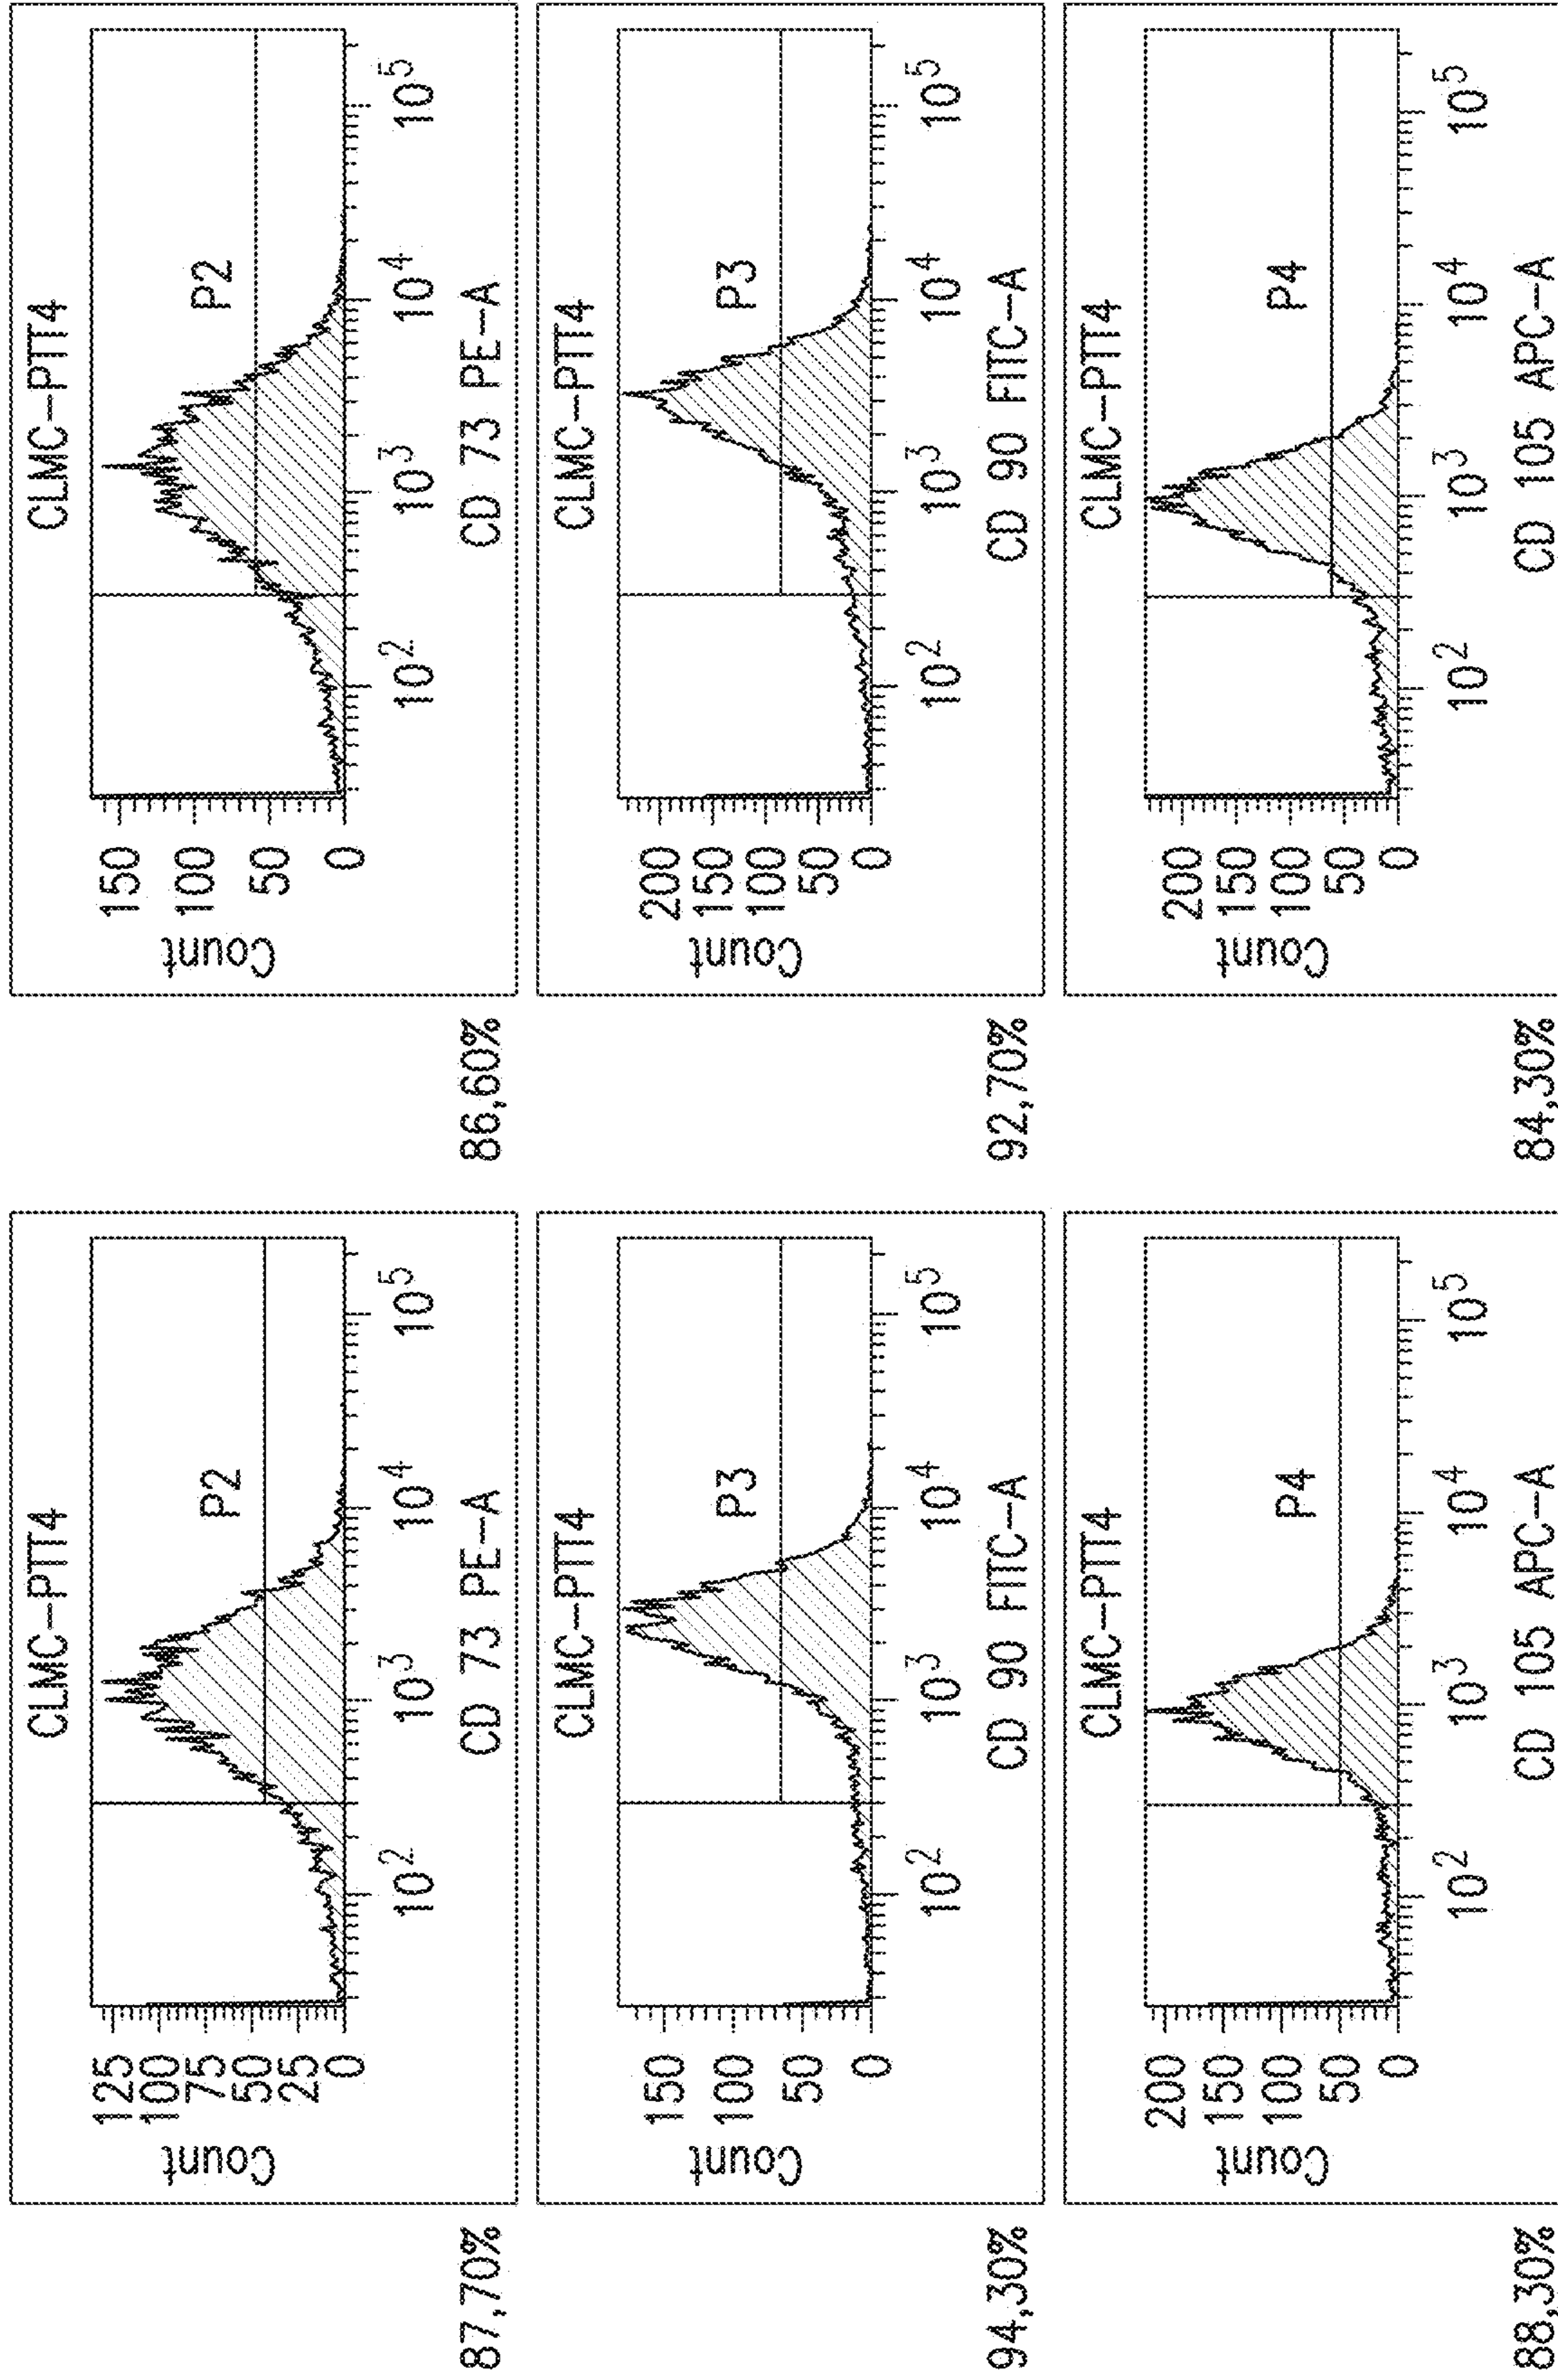 CLMC-PTT4
Count
125
100
75
50
25
0
P2
10^2
10^3
10^4
10^5
CD 73 PE-A
87,70%
CLMC-PTT4
Count
150
100
50
0
P2
10^2
10^3
10^4
10^5
CD 73 PE-A
86,60%
CLMC-PTT4
Count
150
100
50
0
P3
10^2
10^3
10^4
10^5
CD 90 FITC-A
94,30%
CLMC-PTT4
Count
200
150
100
50
0
P3
10^2
10^3
10^4
10^5
CD 90 FITC-A
92,70%
CLMC-PTT4
Count
200
150
100
50
0
P4
10^2
10^3
10^4
10^5
CD 105 APC-A
88,30%
CLMC-PTT4
Count
200
150
100
50
0
P4
10^2
10^3
10^4
10^5
CD 105 APC-A
84,30%